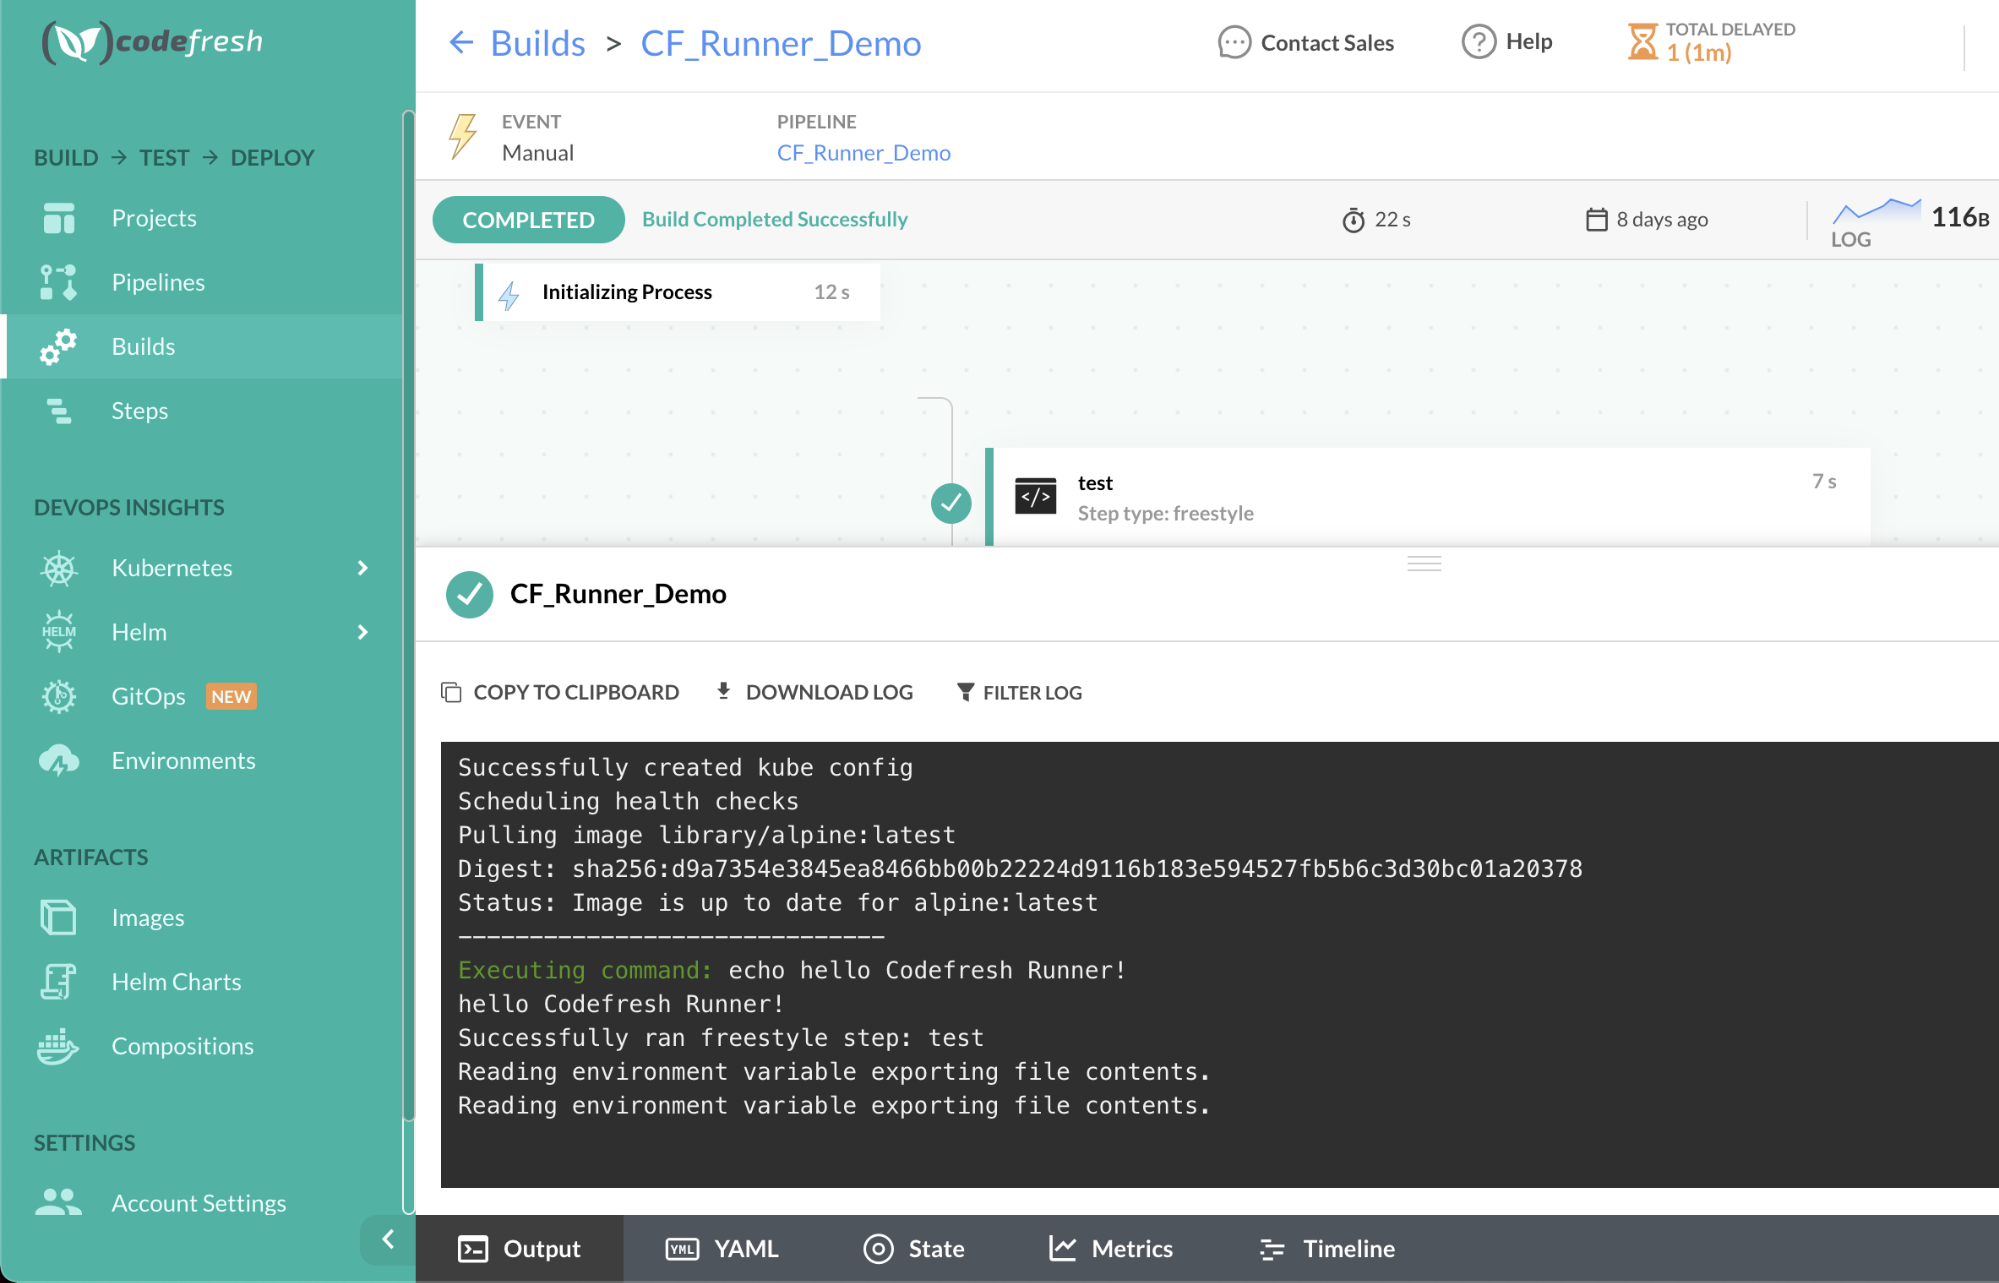 codefresh
BUILD → TEST → DEPLOY
Projects
Pipelines
Builds
Steps
DEVOPS INSIGHTS
Kubernetes
HELM
Helm
GitOps NEW
Environments
ARTIFACTS
Images
Helm Charts
Compositions
SETTINGS
Account Settings
← Builds > CF_Runner_Demo
Contact Sales
? Help
TOTAL DELAYED
1 (1m)
EVENT
Manual
PIPELINE
CF_Runner_Demo
COMPLETED Build Completed Successfully
22 s
8 days ago
LOG
116B
Initializing Process 12 s
</> test 7 s
Step type: freestyle
CF_Runner_Demo
COPY TO CLIPBOARD DOWNLOAD LOG FILTER LOG
Successfully created kube config
Scheduling health checks
Pulling image library/alpine:latest
Digest: sha256:d9a7354e3845ea8466bb00b22224d9116b183e594527fb5b6c3d30bc01a20378
Status: Image is up to date for alpine:latest
------------------------------
Executing command: echo hello Codefresh Runner!
hello Codefresh Runner!
Successfully ran freestyle step: test
Reading environment variable exporting file contents.
Reading environment variable exporting file contents.
Output YML YAML State Metrics Timeline